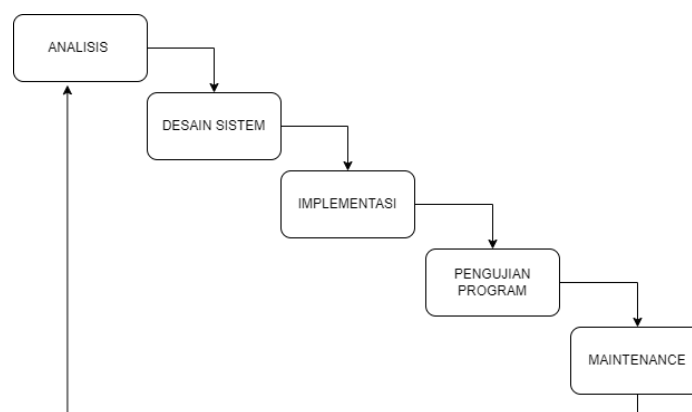 ANALISIS
DESAIN SISTEM
IMPLEMENTASI
PENGUJIAN
PROGRAM
MAINTENANCE